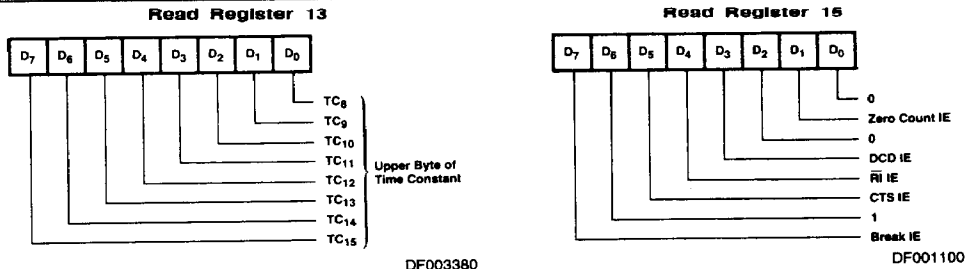 Read Register 13
D7 D6 D5 D4 D3 D2 D1 D0
TC8
TC9
TC10
TC11
TC12
TC13
TC14
TC15
Upper Byte of
Time Constant
DF003380
Read Register 15
D7 D6 D5 D4 D3 D2 D1 D0
0
Zero Count IE
0
DCD IE
R̅I̅ IE
CTS IE
1
Break IE
DF001100